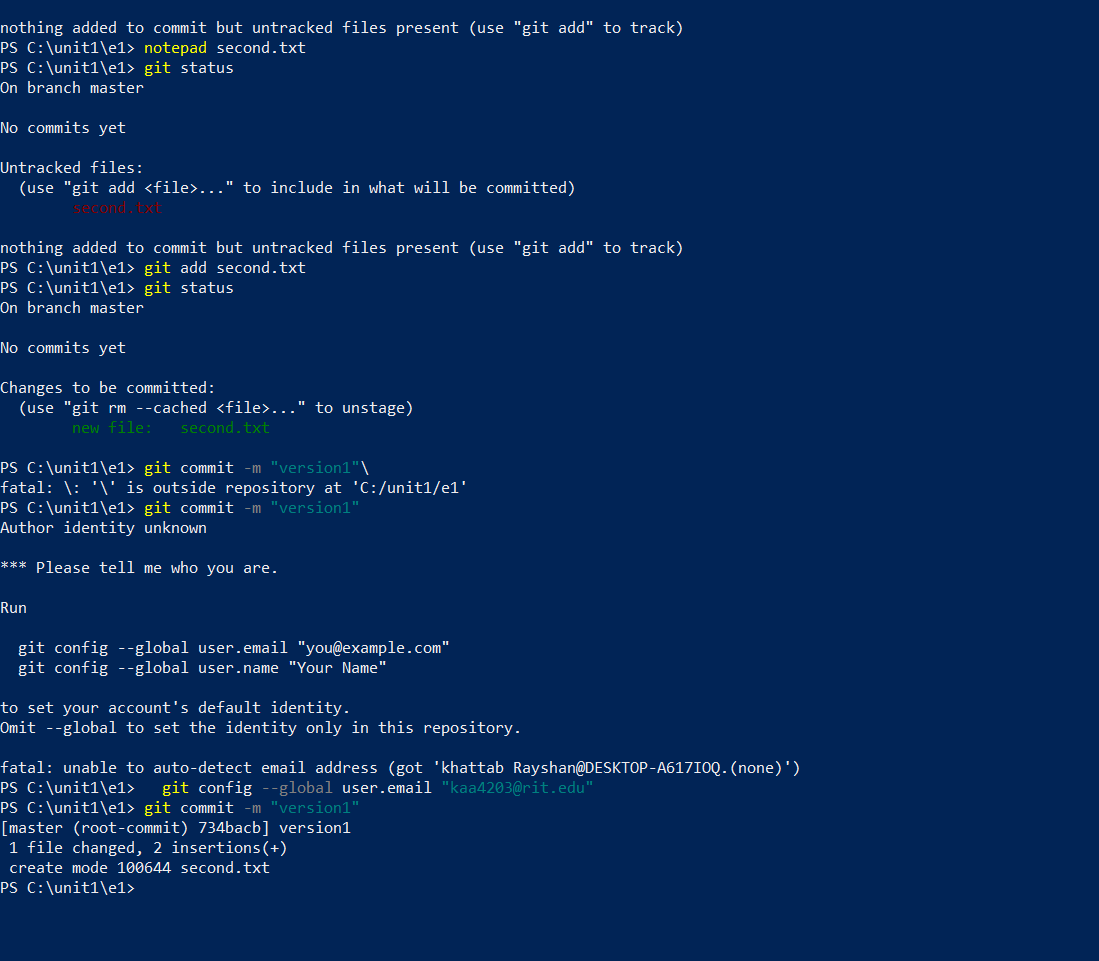 nothing added to commit but untracked files present (use "git add" to track)
PS C:\unit1\e1> notepad second.txt
PS C:\unit1\e1> git status
On branch master
No commits yet
Untracked files:
  (use "git add <file>..." to include in what will be committed)
        second.txt
nothing added to commit but untracked files present (use "git add" to track)
PS C:\unit1\e1> git add second.txt
PS C:\unit1\e1> git status
On branch master
No commits yet
Changes to be committed:
  (use "git rm --cached <file>..." to unstage)
        new file:   second.txt
PS C:\unit1\e1> git commit -m "version1"\
fatal: \: '\' is outside repository at 'C:/unit1/e1'
PS C:\unit1\e1> git commit -m "version1"
Author identity unknown
*** Please tell me who you are.
Run
  git config --global user.email "you@example.com"
  git config --global user.name "Your Name"
to set your account's default identity.
Omit --global to set the identity only in this repository.
fatal: unable to auto-detect email address (got 'khattab Rayshan@DESKTOP-A617IOQ.(none)')
PS C:\unit1\e1>   git config --global user.email "kaa4203@rit.edu"
PS C:\unit1\e1> git commit -m "version1"
[master (root-commit) 734bacb] version1
 1 file changed, 2 insertions(+)
 create mode 100644 second.txt
PS C:\unit1\e1>